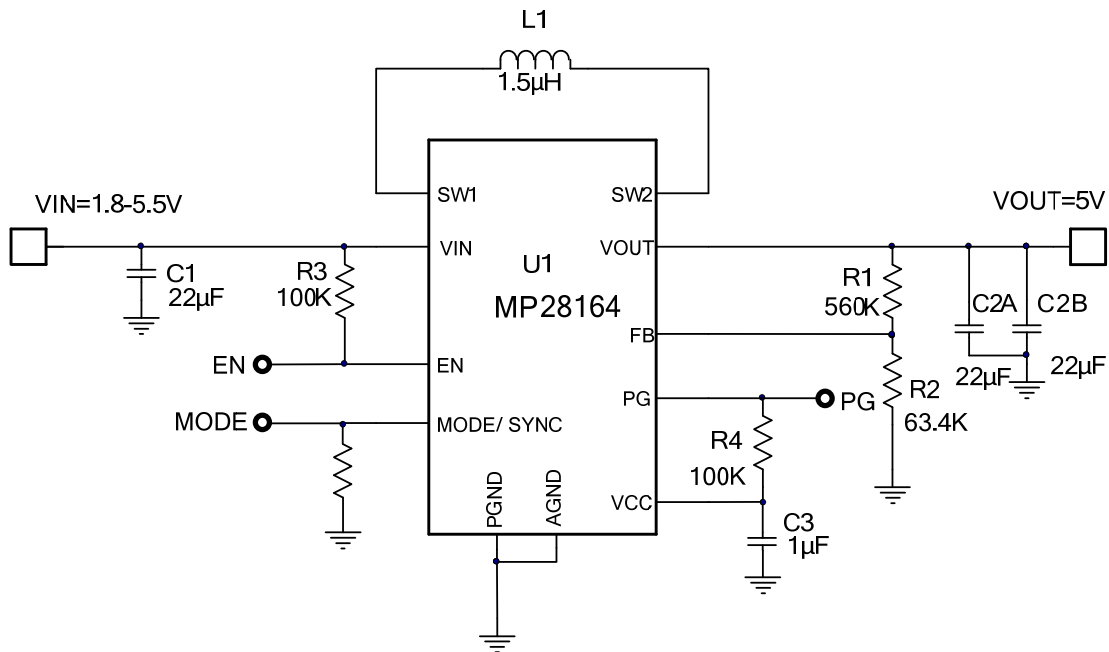 L1
1.5µH
SW1
SW2
VIN=1.8-5.5V
VOUT=5V
VIN
VOUT
U1
MP28164
C1
22µF
R3
100K
R1
560K
C2A
C2B
FB
EN
EN
22µF
22µF
R2
63.4K
PG
PG
MODE
MODE/ SYNC
R4
100K
PGND
AGND
VCC
C3
1µF